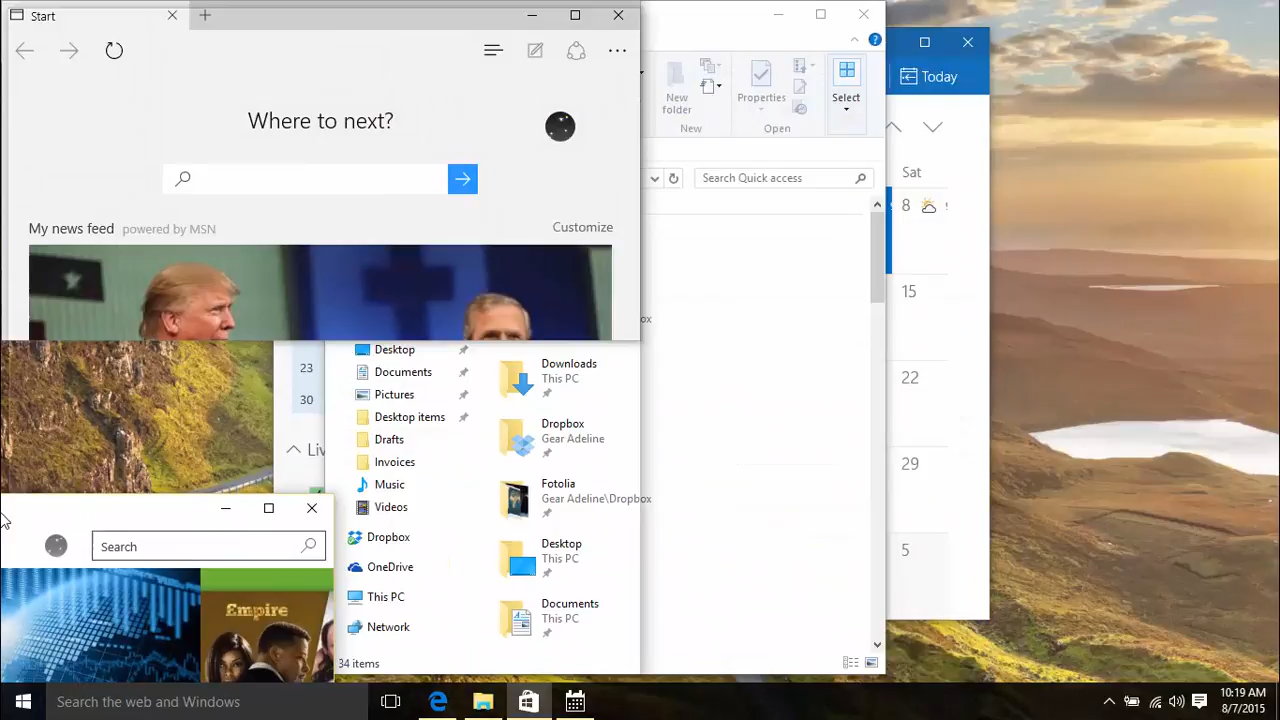 Start
Where to next?
My news feed powered by MSN
Customize
New folder
New
Properties
Open
Select
Search Quick access
Today
Sat
8
15
22
29
5
23
30
Desktop
Documents
Pictures
Desktop items
Drafts
Invoices
Music
Videos
Dropbox
OneDrive
This PC
Network
34 items
Downloads
This PC
Dropbox
Gear Adeline
Fotolia
Gear Adeline\Dropbox
Desktop
This PC
Documents
This PC
Search
Empire
Search the web and Windows
10:19 AM
8/7/2015